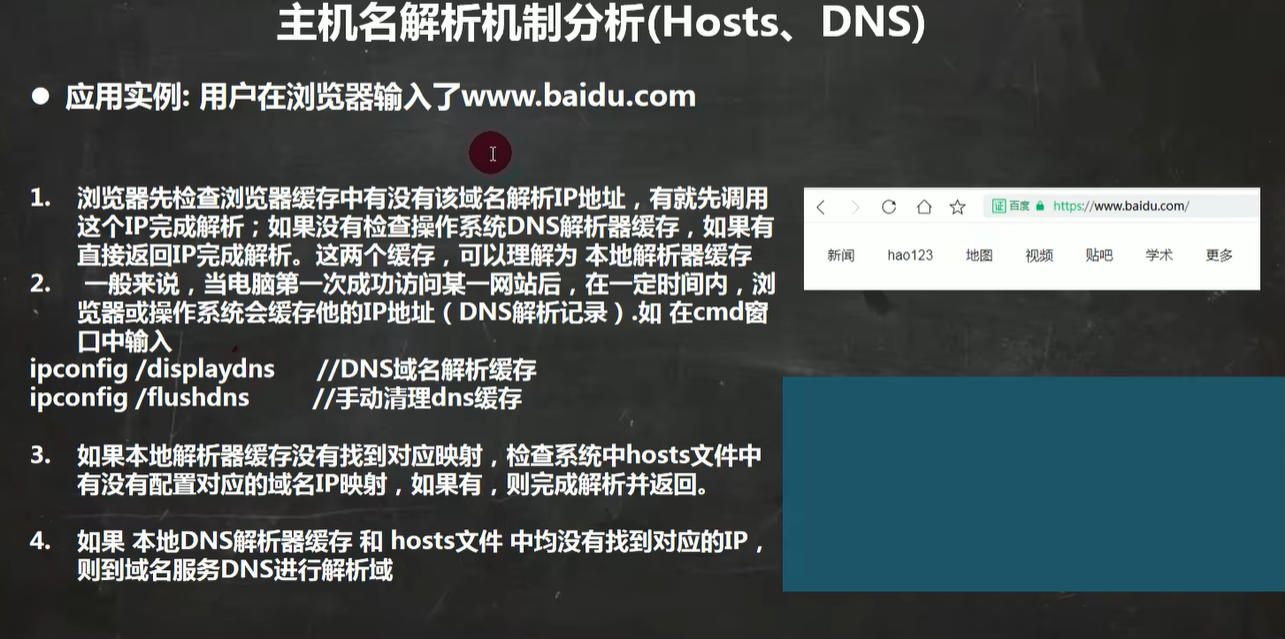 主机名解析机制分析(Hosts、DNS)
● 应用实例: 用户在浏览器输入了www.baidu.com
1. 浏览器先检查浏览器缓存中有没有该域名解析IP地址，有就先调用
这个IP完成解析；如果没有检查操作系统DNS解析器缓存，如果有
直接返回IP完成解析。这两个缓存，可以理解为 本地解析器缓存
2. 一般来说，当电脑第一次成功访问某一网站后，在一定时间内，浏
览器或操作系统会缓存他的IP地址（DNS解析记录）.如 在cmd窗
口中输入
ipconfig /displaydns //DNS域名解析缓存
ipconfig /flushdns //手动清理dns缓存
3. 如果本地解析器缓存没有找到对应映射，检查系统中hosts文件中
有没有配置对应的域名IP映射，如果有，则完成解析并返回。
4. 如果 本地DNS解析器缓存 和 hosts文件 中均没有找到对应的IP，
则到域名服务DNS进行解析域
证 百度 https://www.baidu.com/
新闻 hao123 地图 视频 贴吧 学术 更多